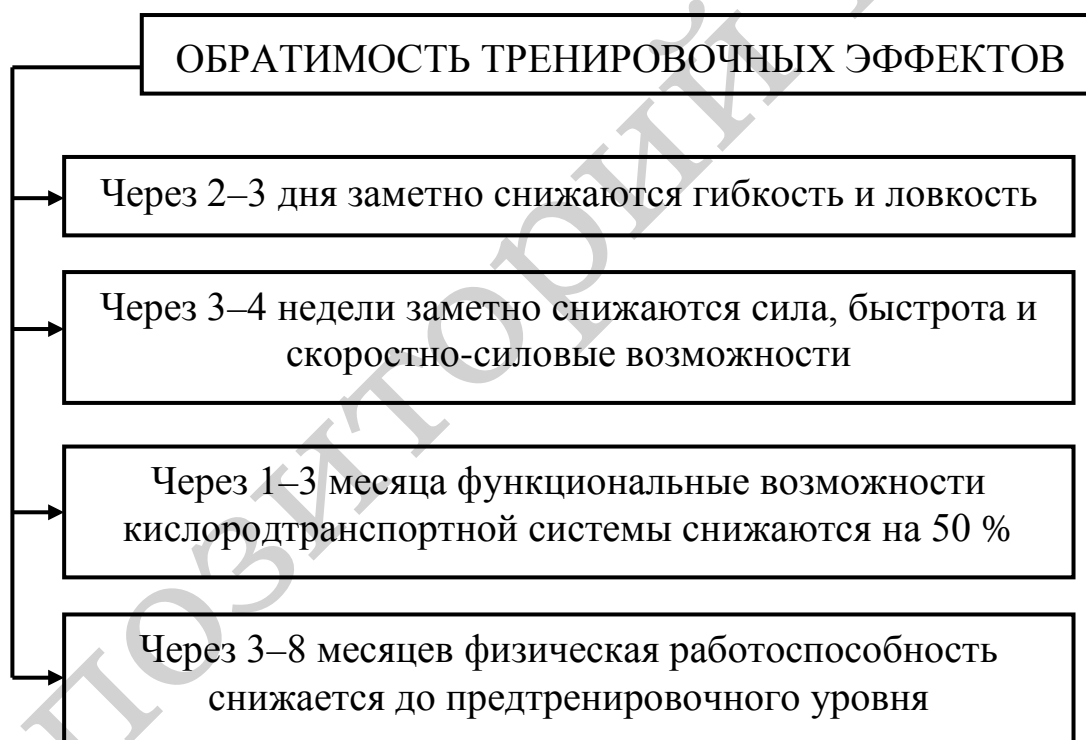 ОБРАТИМОСТЬ ТРЕНИРОВОЧНЫХ ЭФФЕКТОВ
Через 2–3 дня заметно снижаются гибкость и ловкость
Через 3–4 недели заметно снижаются сила, быстрота и
скоростно-силовые возможности
Через 1–3 месяца функциональные возможности
кислородтранспортной системы снижаются на 50 %
Через 3–8 месяцев физическая работоспособность
снижается до предтренировочного уровня